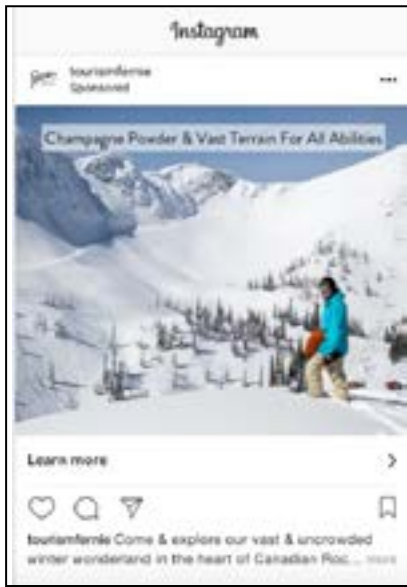 Instagram
tourismfernie
Sponsored
Champagne Powder & Vast Terrain For All Abilities
Learn more
tourismfernie Come & explore our vast & uncrowded
winter wonderland in the heart of Canadian Roc... more